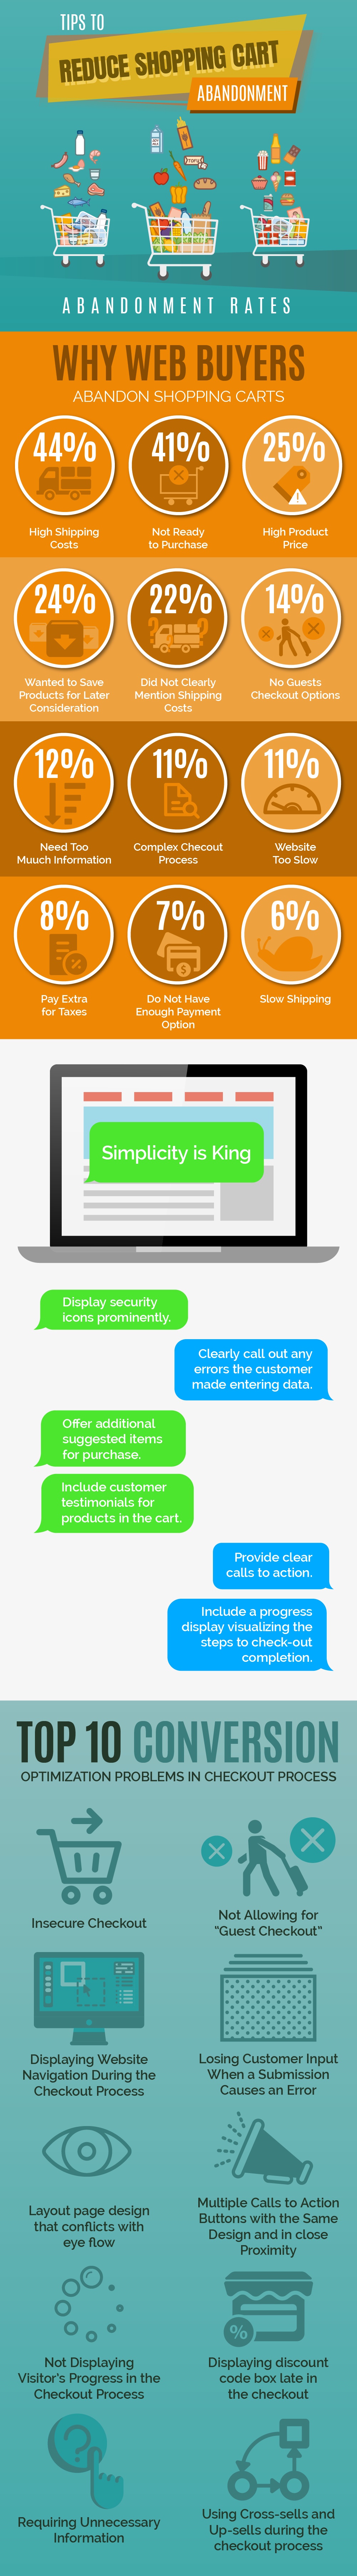 TIPS TO
REDUCE SHOPPING CART
ABANDONMENT
ABANDONMENT RATES
WHY WEB BUYERS
ABANDON SHOPPING CARTS
44%
High Shipping
Costs
41%
Not Ready
to Purchase
25%
High Product
Price
24%
Wanted to Save
Products for Later
Consideration
22%
Did Not Clearly
Mention Shipping
Costs
14%
No Guests
Checkout Options
12%
Need Too
Muuch Information
11%
Complex Checout
Process
11%
Website
Too Slow
8%
Pay Extra
for Taxes
7%
Do Not Have
Enough Payment
Option
6%
Slow Shipping
Simplicity is King
Display security
icons prominently.
Clearly call out any
errors the customer
made entering data.
Offer additional
suggested items
for purchase.
Include customer
testimonials for
products in the cart.
Provide clear
calls to action.
Include a progress
display visualizing the
steps to check-out
completion.
TOP 10 CONVERSION
OPTIMIZATION PROBLEMS IN CHECKOUT PROCESS
Insecure Checkout
Not Allowing for
"Guest Checkout"
Displaying Website
Navigation During the
Checkout Process
Losing Customer Input
When a Submission
Causes an Error
Layout page design
that conflicts with
eye flow
Multiple Calls to Action
Buttons with the Same
Design and in close
Proximity
Not Displaying
Visitor's Progress in the
Checkout Process
%
Displaying discount
code box late in
the checkout
?
Requiring Unnecessary
Information
Using Cross-sells and
Up-sells during the
checkout process